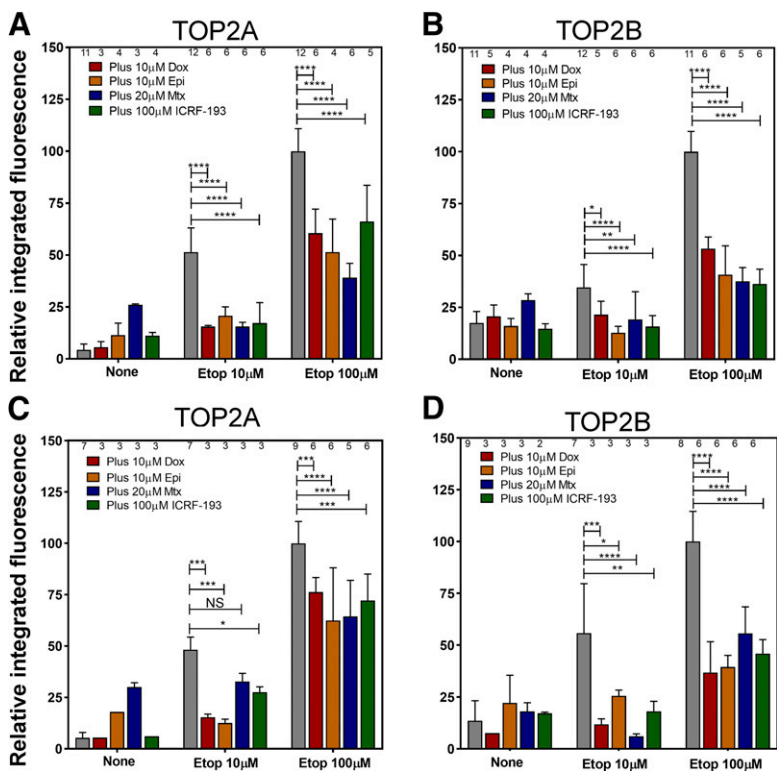 A
TOP2A
11 3 4 3 4 12 6 6 6 6 12 6 4 6 5
Plus 10μM Dox
Plus 10μM Epi
Plus 20μM Mtx
Plus 100μM ICRF-193
**** **** **** ****
**** **** **** ****
Relative integrated fluorescence
150
125
100
75
50
25
0
None Etop 10μM Etop 100μM
B
TOP2B
11 5 4 4 4 12 5 6 6 6 11 6 6 5 6
Plus 10μM Dox
Plus 10μM Epi
Plus 20μM Mtx
Plus 100μM ICRF-193
* **** ** ****
**** **** **** ****
150
125
100
75
50
25
0
None Etop 10μM Etop 100μM
C
TOP2A
7 3 3 3 3 7 3 3 3 3 9 6 6 5 6
Plus 10μM Dox
Plus 10μM Epi
Plus 20μM Mtx
Plus 100μM ICRF-193
*** *** NS *
*** **** **** ***
Relative integrated fluorescence
150
125
100
75
50
25
0
None Etop 10μM Etop 100μM
D
TOP2B
9 3 3 3 2 7 3 3 3 3 8 6 6 6 6
Plus 10μM Dox
Plus 10μM Epi
Plus 20μM Mtx
Plus 100μM ICRF-193
*** * **** **
**** **** **** ****
150
125
100
75
50
25
0
None Etop 10μM Etop 100μM